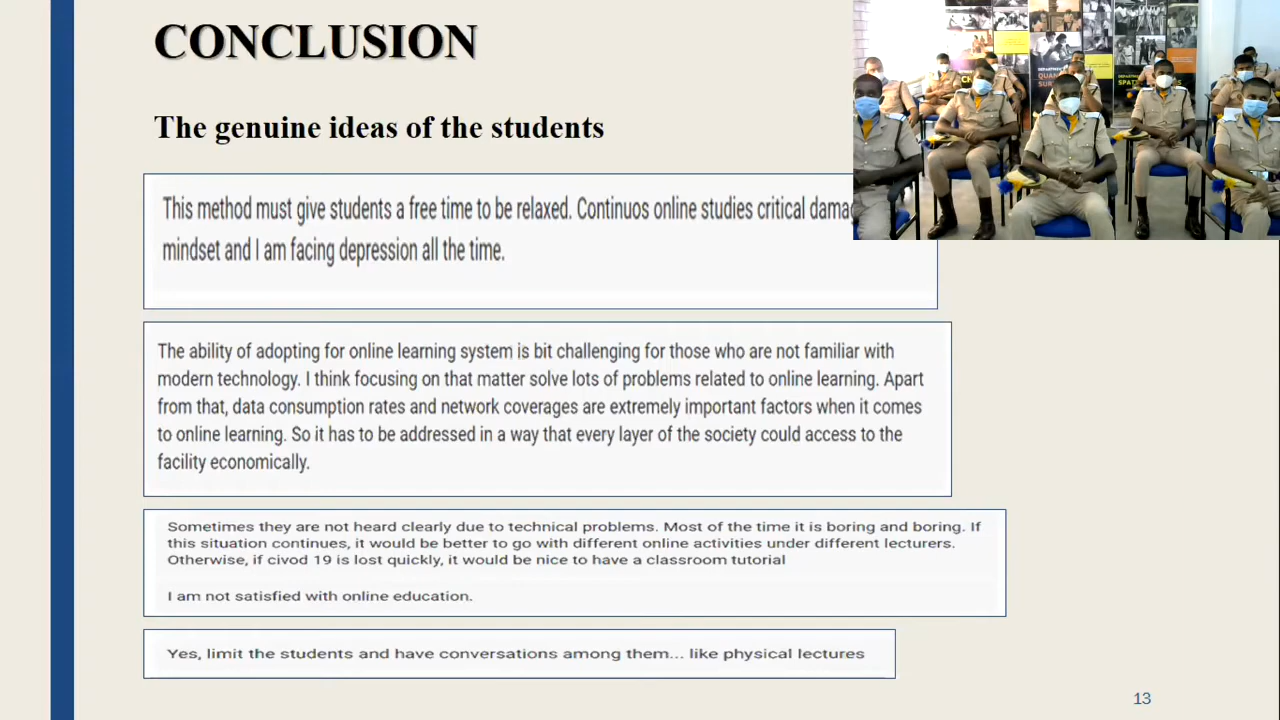 CONCLUSION
The genuine ideas of the students
This method must give students a free time to be relaxed. Continuos online studies critical
mindset and I am facing depression all the time.
The ability of adopting for online learning system is bit challenging for those who are not familiar with
modern technology. I think focusing on that matter solve lots of problems related to online learning. Apart
from that, data consumption rates and network coverages are extremely important factors when it comes
to online learning. So it has to be addressed in a way that every layer of the society could access to the
facility economically.
Sometimes they are not heard clearly due to technical problems. Most of the time it is boring and boring. If
this situation continues, it would be better to go with different online activities under different lecturers.
Otherwise, if civod 19 is lost quickly, it would be nice to have a classroom tutorial
I am not satisfied with online education.
Yes, limit the students and have conversations among them... like physical lectures
13